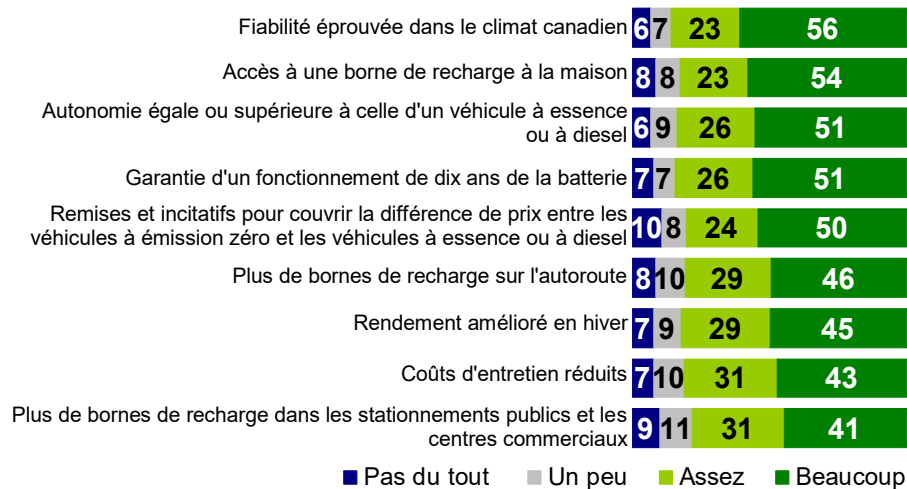 Fiabilité éprouvée dans le climat canadien 6 7 23 56
Accès à une borne de recharge à la maison 8 8 23 54
Autonomie égale ou supérieure à celle d'un véhicule à essence
ou à diesel 6 9 26 51
Garantie d'un fonctionnement de dix ans de la batterie 7 7 26 51
Remises et incitatifs pour couvrir la différence de prix entre les
véhicules à émission zéro et les véhicules à essence ou à diesel 10 8 24 50
Plus de bornes de recharge sur l'autoroute 8 10 29 46
Rendement amélioré en hiver 7 9 29 45
Coûts d'entretien réduits 7 10 31 43
Plus de bornes de recharge dans les stationnements publics et les
centres commerciaux 9 11 31 41
Pas du tout Un peu Assez Beaucoup